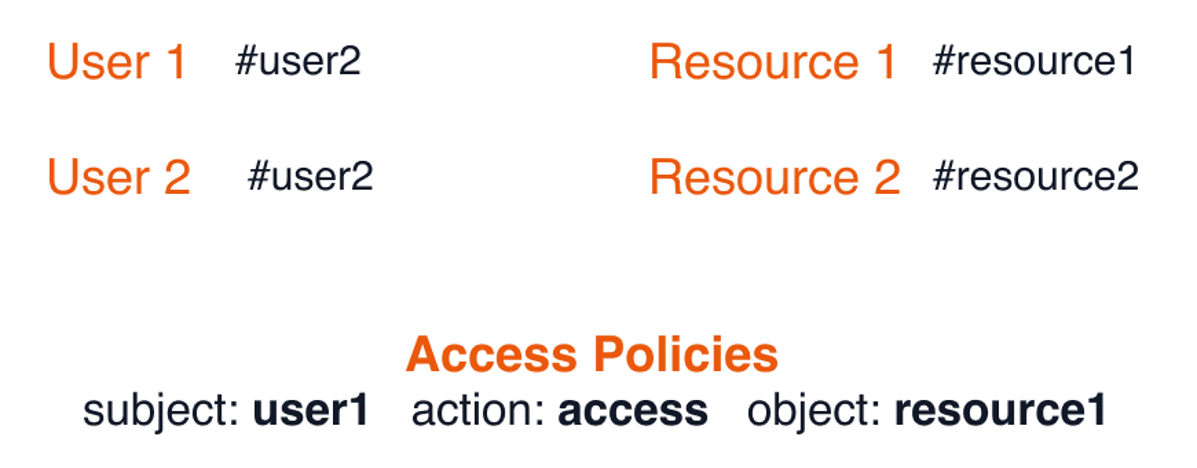 User 1 #user2 Resource 1 #resource1
User 2 #user2 Resource 2 #resource2
Access Policies
subject: user1 action: access object: resource1